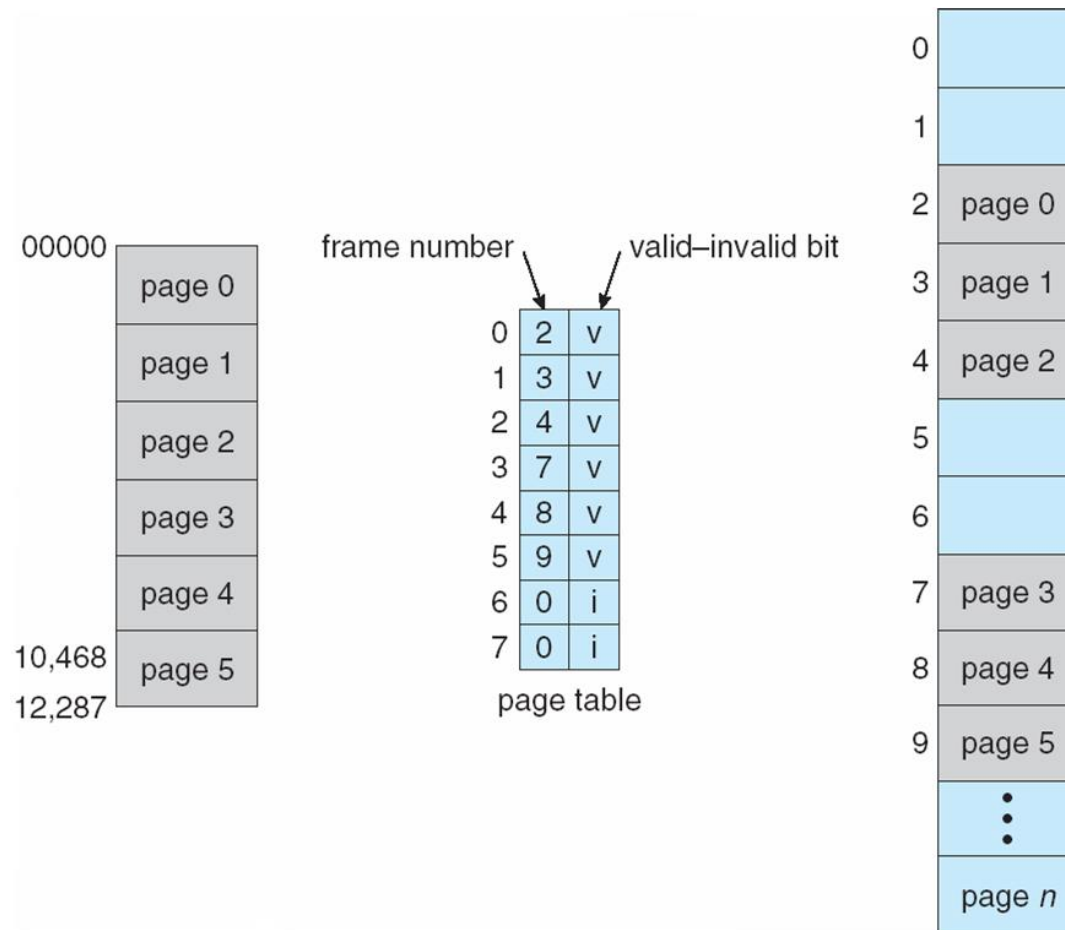 00000
page 0
page 1
page 2
page 3
page 4
10,468
page 5
12,287
frame number
valid–invalid bit
0 2 v
1 3 v
2 4 v
3 7 v
4 8 v
5 9 v
6 0 i
7 0 i
page table
0
1
2 page 0
3 page 1
4 page 2
5
6
7 page 3
8 page 4
9 page 5
page n